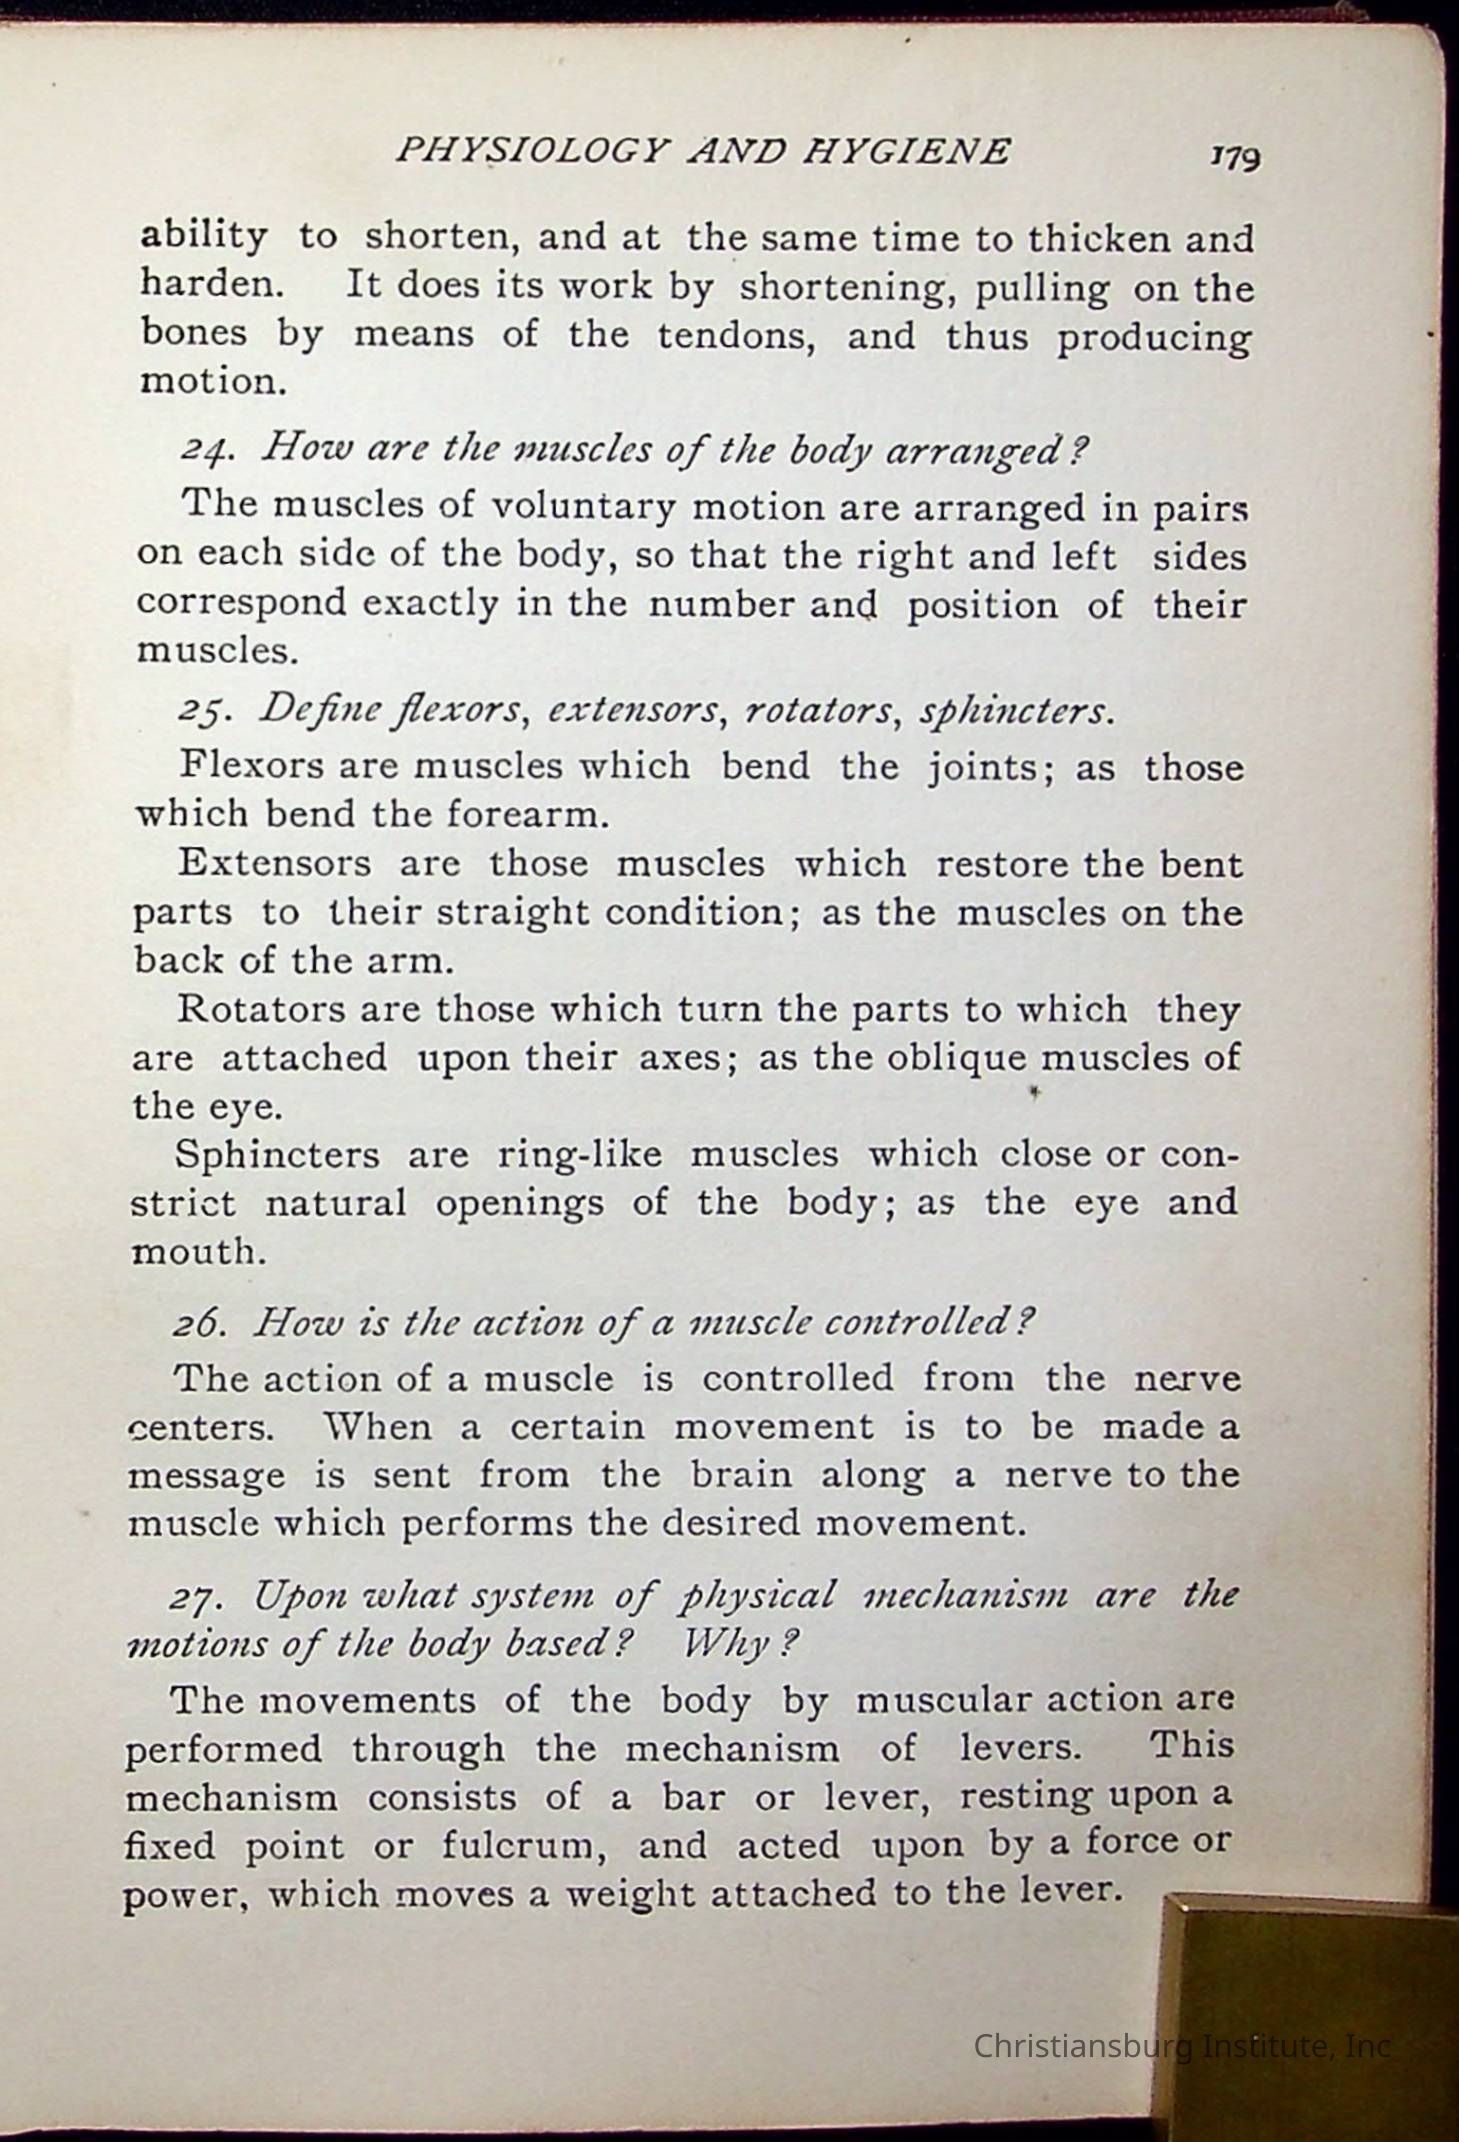 PHYSIOLOGY AND HYGIENE 179
ability to shorten, and at the same time to thicken and
harden. It does its work by shortening, pulling on the
bones by means of the tendons, and thus producing
motion.
24. How are the muscles of the body arranged?
The muscles of voluntary motion are arranged in pairs
on each side of the body, so that the right and left sides
correspond exactly in the number and position of their
muscles.
25. Define flexors, extensors, rotators, sphincters.
Flexors are muscles which bend the joints; as those
which bend the forearm.
Extensors are those muscles which restore the bent
parts to their straight condition; as the muscles on the
back of the arm.
Rotators are those which turn the parts to which they
are attached upon their axes; as the oblique muscles of
the eye.
Sphincters are ring-like muscles which close or con-
strict natural openings of the body; as the eye and
mouth.
26. How is the action of a muscle controlled?
The action of a muscle is controlled from the nerve
centers. When a certain movement is to be made a
message is sent from the brain along a nerve to the
muscle which performs the desired movement.
27. Upon what system of physical mechanism are the
motions of the body based? Why?
The movements of the body by muscular action are
performed through the mechanism of levers. This
mechanism consists of a bar or lever, resting upon a
fixed point or fulcrum, and acted upon by a force or
power, which moves a weight attached to the lever.
Christiansburg Institute, Inc